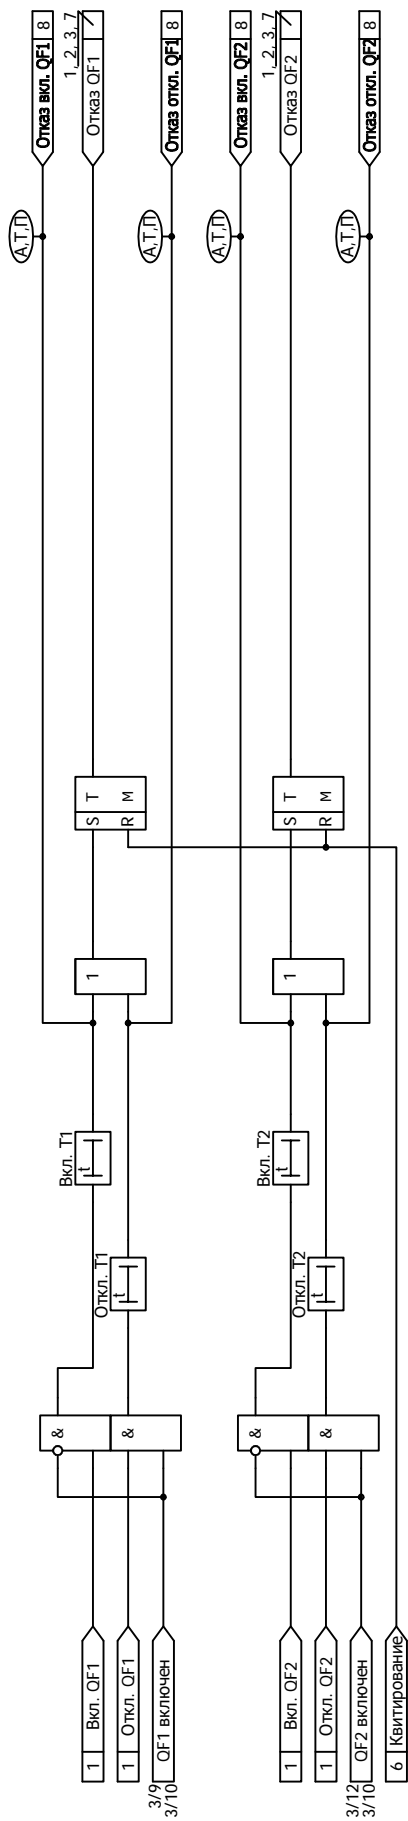 1 Вкл. QF1
1 Откл. QF1
3/9
3/10
QF1 включен
&
&
Откл. T1
t
Вкл. T1
t
1
S T
R M
А,Т,П
А,Т,П
Отказ вкл. QF1 8
Отказ QF1
1, 2, 3, 7
Отказ откл. QF1 8
1 Вкл. QF2
1 Откл. QF2
3/12
3/10
QF2 включен
6 Квитирование
&
&
Откл. T2
t
Вкл. T2
t
1
S T
R M
А,Т,П
А,Т,П
Отказ вкл. QF2 8
Отказ QF2
1, 2, 3, 7
Отказ откл. QF2 8